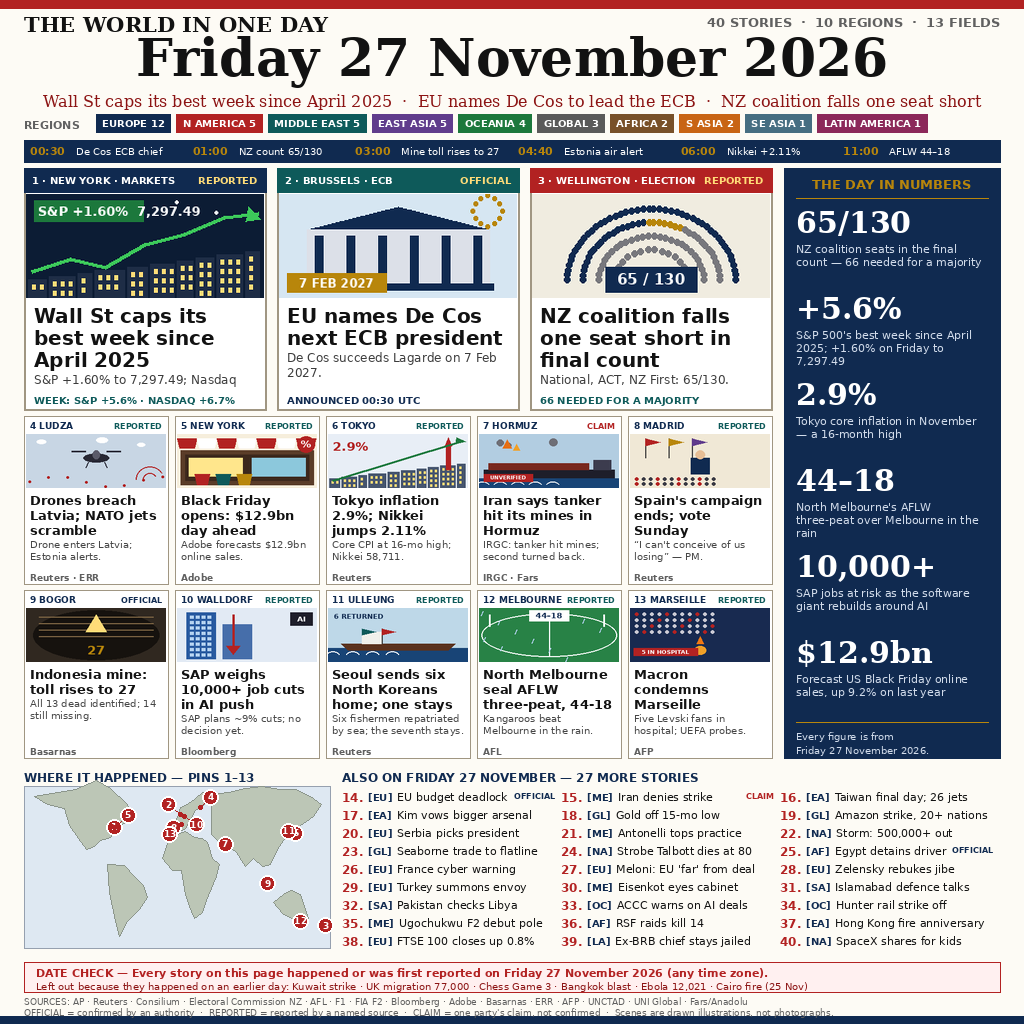 THE WORLD IN ONE DAY
40 STORIES · 10 REGIONS · 13 FIELDS
Friday 27 November 2026
Wall St caps its best week since April 2025 · EU names De Cos to lead the ECB · NZ coalition falls one seat short
REGIONS EUROPE 12 N AMERICA 5 MIDDLE EAST 5 EAST ASIA 5 OCEANIA 4 GLOBAL 3 AFRICA 2 S ASIA 2 SE ASIA 1 LATIN AMERICA 1
00:30 De Cos ECB chief 01:00 NZ count 65/130 03:00 Mine toll rises to 27 04:40 Estonia air alert 06:00 Nikkei +2.11% 11:00 AFLW 44–18
1 · NEW YORK · MARKETS REPORTED
S&P +1.60% 7,297.49
Wall St caps its
best week since
April 2025
S&P +1.60% to 7,297.49; Nasdaq
WEEK: S&P +5.6% · NASDAQ +6.7%
2 · BRUSSELS · ECB OFFICIAL
7 FEB 2027
EU names De Cos
next ECB president
De Cos succeeds Lagarde on 7 Feb
2027.
ANNOUNCED 00:30 UTC
3 · WELLINGTON · ELECTION REPORTED
65 / 130
NZ coalition falls
one seat short in
final count
National, ACT, NZ First: 65/130.
66 NEEDED FOR A MAJORITY
THE DAY IN NUMBERS
65/130
NZ coalition seats in the final
count — 66 needed for a majority
+5.6%
S&P 500's best week since April
2025; +1.60% on Friday to
7,297.49
2.9%
Tokyo core inflation in November
— a 16-month high
44–18
North Melbourne's AFLW
three-peat over Melbourne in the
rain
10,000+
SAP jobs at risk as the software
giant rebuilds around AI
$12.9bn
Forecast US Black Friday online
sales, up 9.2% on last year
Every figure is from
Friday 27 November 2026.
4 LUDZA REPORTED
Drones breach
Latvia; NATO jets
scramble
Drone enters Latvia;
Estonia alerts.
Reuters · ERR
5 NEW YORK REPORTED
%
Black Friday
opens: $12.9bn
day ahead
Adobe forecasts $12.9bn
online sales.
Adobe
6 TOKYO REPORTED
2.9%
Tokyo inflation
2.9%; Nikkei
jumps 2.11%
Core CPI at 16-mo high;
Nikkei 58,711.
Reuters
7 HORMUZ CLAIM
UNVERIFIED
Iran says tanker
hit its mines in
Hormuz
IRGC: tanker hit mines;
second turned back.
IRGC · Fars
8 MADRID REPORTED
Spain's campaign
ends; vote
Sunday
“I can't conceive of us
losing” — PM.
Reuters
9 BOGOR OFFICIAL
27
Indonesia mine:
toll rises to 27
All 13 dead identified; 14
still missing.
Basarnas
10 WALLDORF REPORTED
AI
SAP weighs
10,000+ job cuts
in AI push
SAP plans ~9% cuts; no
decision yet.
Bloomberg
11 ULLEUNG REPORTED
6 RETURNED
Seoul sends six
North Koreans
home; one stays
Six fishermen repatriated
by sea; the seventh stays.
Reuters
12 MELBOURNE REPORTED
44–18
North Melbourne
seal AFLW
three-peat, 44-18
Kangaroos beat
Melbourne in the rain.
AFL
13 MARSEILLE REPORTED
5 IN HOSPITAL
Macron
condemns
Marseille
Five Levski fans in
hospital; UEFA probes.
AFP
WHERE IT HAPPENED — PINS 1–13
2 4 5 13 10 7 11 9 12 3
ALSO ON FRIDAY 27 NOVEMBER — 27 MORE STORIES
14. [EU] EU budget deadlock OFFICIAL 15. [ME] Iran denies strike CLAIM 16. [EA] Taiwan final day; 26 jets
17. [EA] Kim vows bigger arsenal 18. [GL] Gold off 15-mo low 19. [GL] Amazon strike, 20+ nations
20. [EU] Serbia picks president 21. [ME] Antonelli tops practice 22. [NA] Storm: 500,000+ out
23. [GL] Seaborne trade to flatline 24. [NA] Strobe Talbott dies at 80 25. [AF] Egypt detains driver OFFICIAL
26. [EU] France cyber warning 27. [EU] Meloni: EU 'far' from deal 28. [EU] Zelensky rebukes jibe
29. [EU] Turkey summons envoy 30. [ME] Eisenkot eyes cabinet 31. [SA] Islamabad defence talks
32. [SA] Pakistan checks Libya 33. [OC] ACCC warns on AI deals 34. [OC] Hunter rail strike off
35. [ME] Ugochukwu F2 debut pole 36. [AF] RSF raids kill 14 37. [EA] Hong Kong fire anniversary
38. [EU] FTSE 100 closes up 0.8% 39. [LA] Ex-BRB chief stays jailed 40. [NA] SpaceX shares for kids
DATE CHECK — Every story on this page happened or was first reported on Friday 27 November 2026 (any time zone).
Left out because they happened on an earlier day: Kuwait strike · UK migration 77,000 · Chess Game 3 · Bangkok blast · Ebola 12,021 · Cairo fire (25 Nov)
SOURCES: AP · Reuters · Consilium · Electoral Commission NZ · AFL · F1 · FIA F2 · Bloomberg · Adobe · Basarnas · ERR · AFP · UNCTAD · UNI Global · Fars/Anadolu
OFFICIAL = confirmed by an authority · REPORTED = reported by a named source · CLAIM = one party's claim, not confirmed · Scenes are drawn illustrations, not photographs.